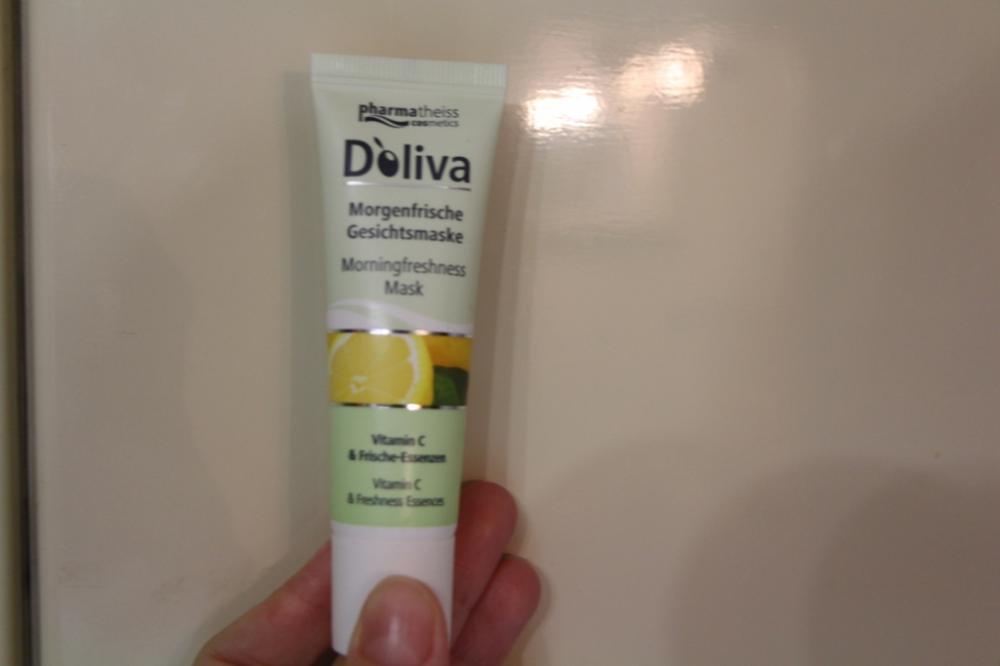 pharmatheiss
cosmetics
D'oliva
Morgenfrische
Gesichtsmaske
Morningfreshness
Mask
Vitamin C
& Frische-Essenzen
Vitamin C
& Freshness Essences